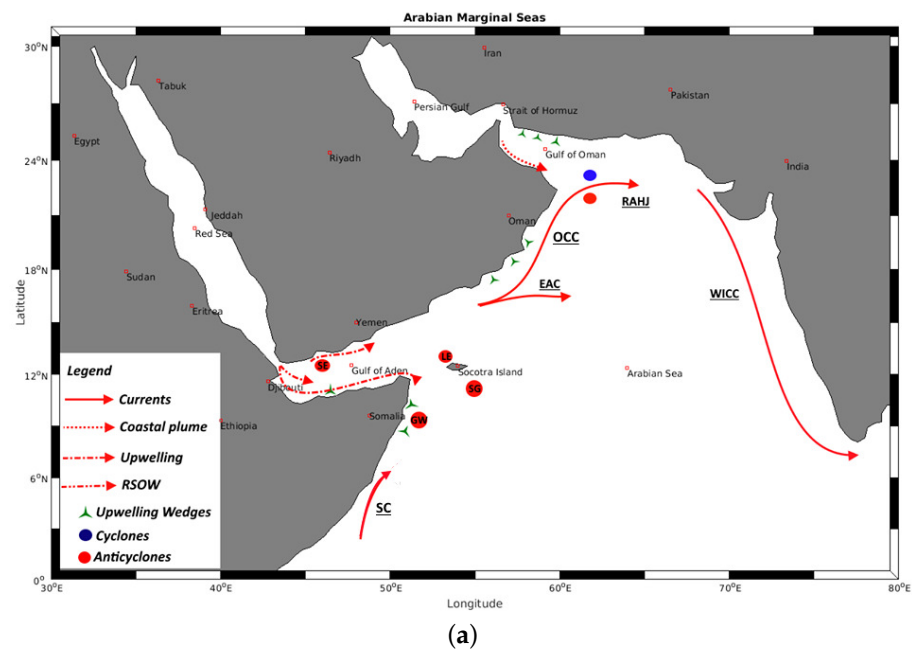 Arabian Marginal Seas
30°N
24°N
18°N
12°N
6°N
0°
30°E
40°E
50°E
60°E
70°E
80°E
Latitude
Longitude
Iran
Tabuk
Persian Gulf
Strait of Hormuz
Pakistan
Egypt
Riyadh
Gulf of Oman
India
Jeddah
Red Sea
Oman
RAHJ
OCC
Sudan
EAC
WICC
Eritrea
Yemen
SE
LE
Gulf of Aden
Socotra Island
Arabian Sea
Djibouti
SG
Ethiopia
Somalia
GW
SC
Legend
Currents
Coastal plume
Upwelling
RSOW
Upwelling Wedges
Cyclones
Anticyclones
(a)